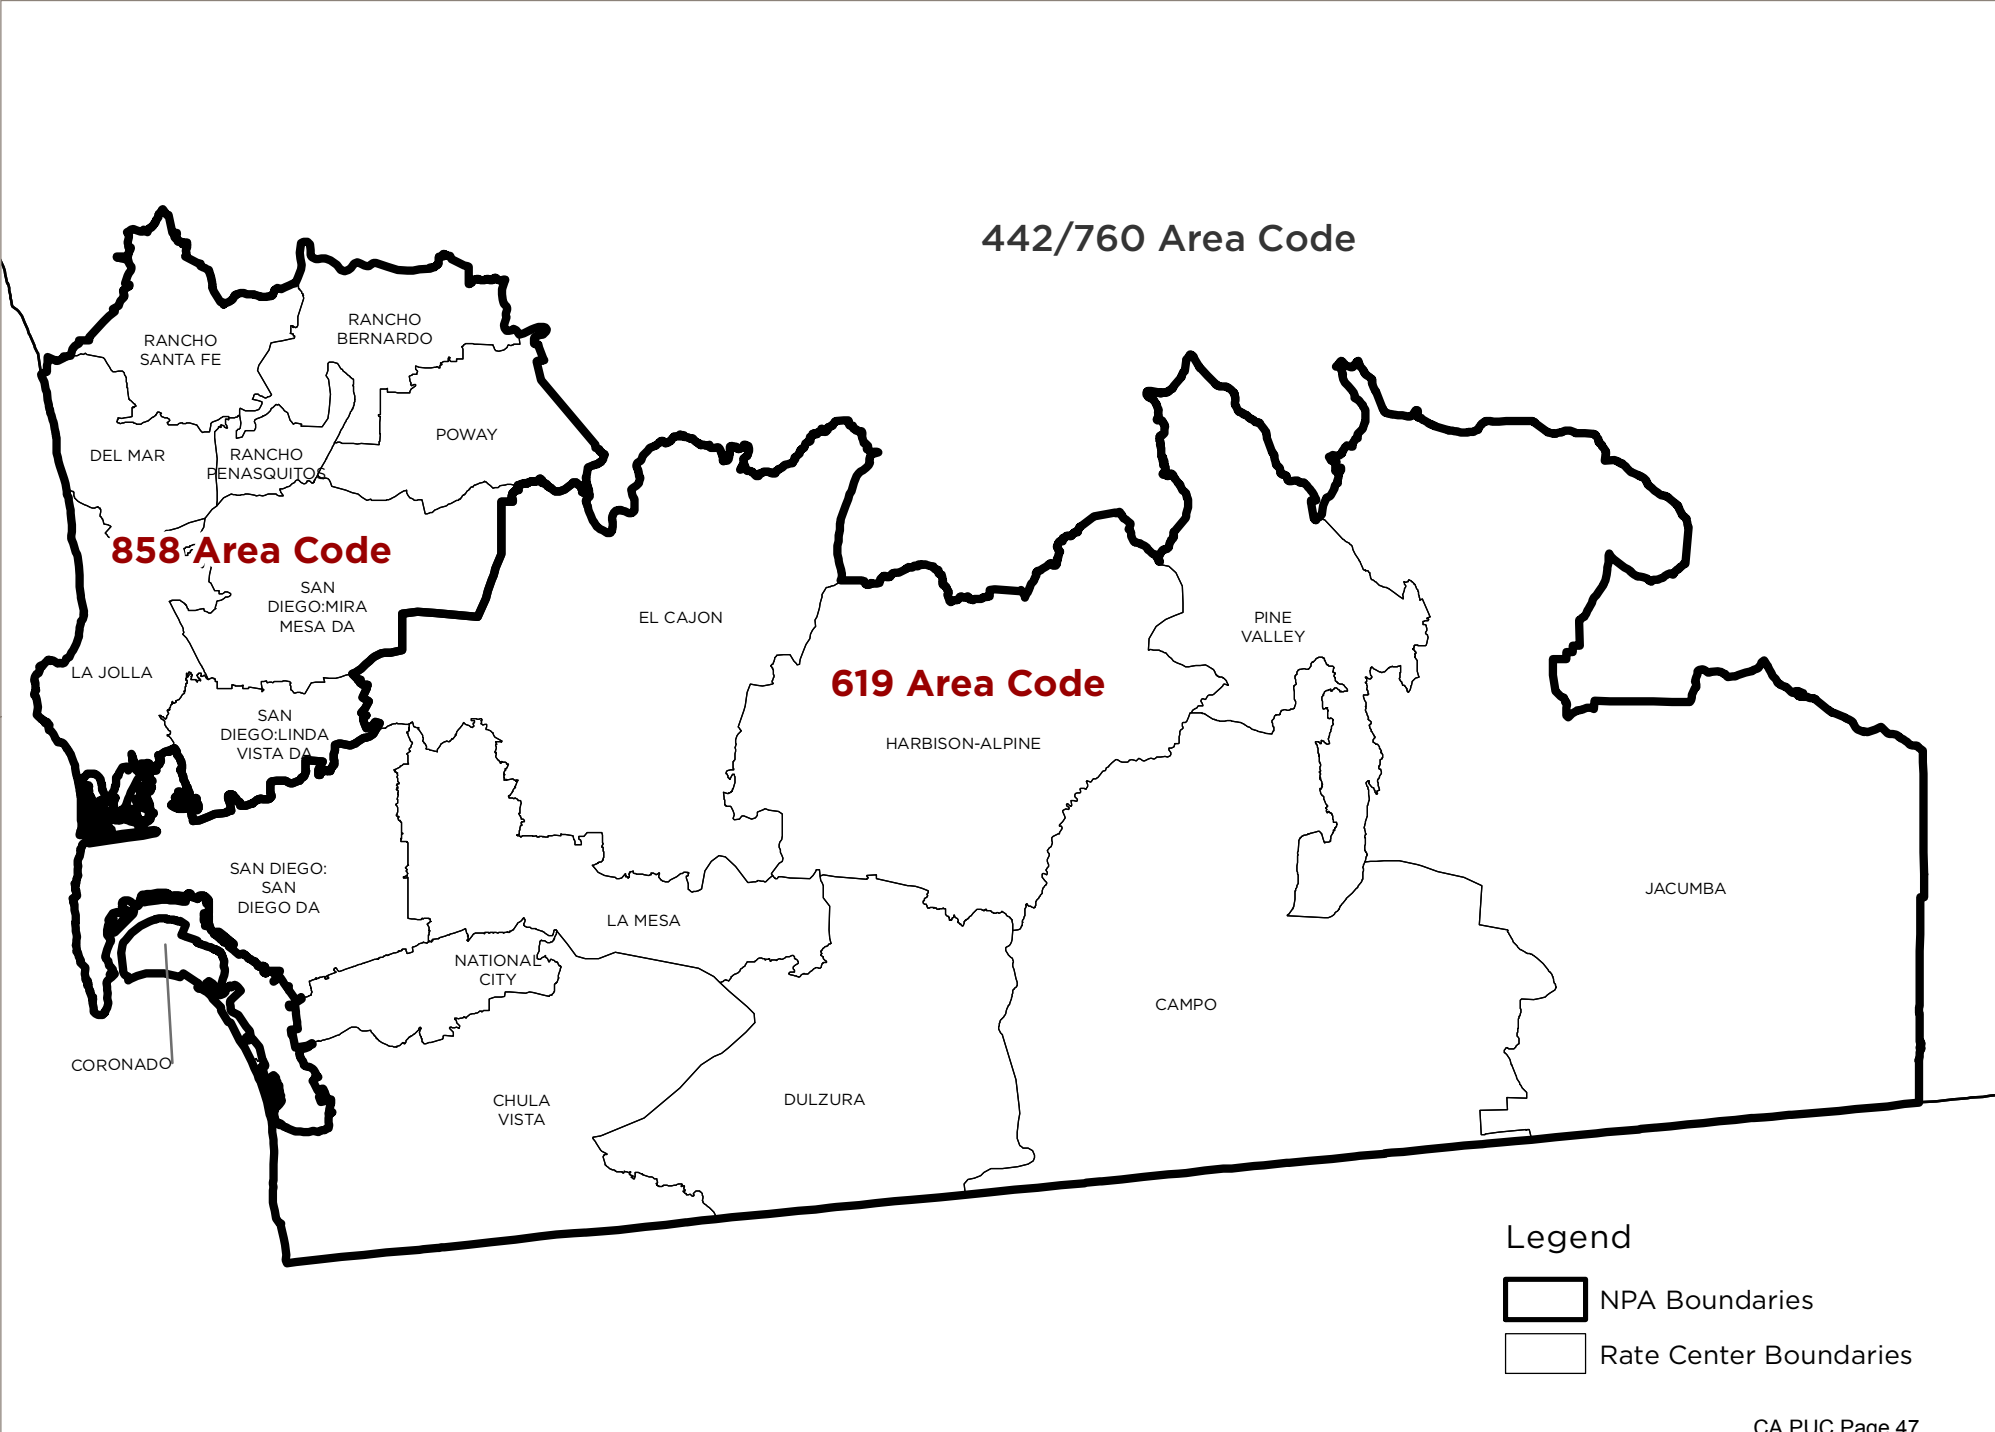 442/760 Area Code
RANCHO
SANTA FE
RANCHO
BERNARDO
DEL MAR
RANCHO
PENASQUITOS
POWAY
858 Area Code
SAN
DIEGO:MIRA
MESA DA
LA JOLLA
SAN
DIEGO:LINDA
VISTA DA
EL CAJON
PINE
VALLEY
619 Area Code
HARBISON-ALPINE
SAN DIEGO:
SAN
DIEGO DA
LA MESA
JACUMBA
NATIONAL
CITY
CAMPO
CORONADO
CHULA
VISTA
DULZURA
Legend
NPA Boundaries
Rate Center Boundaries
CA PUC Page 47